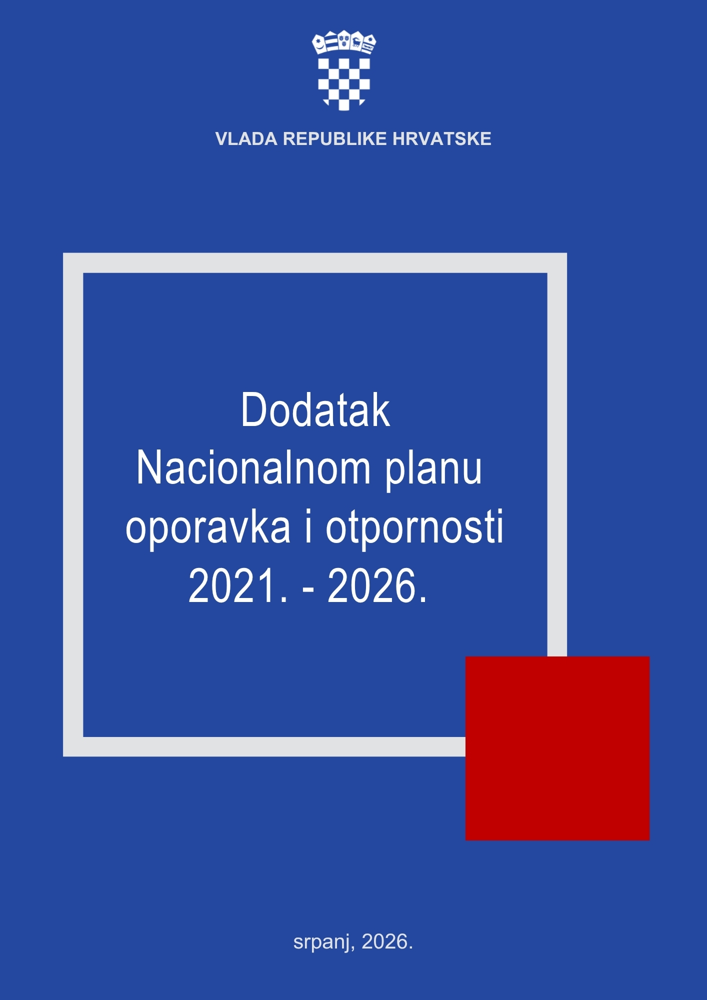 VLADA REPUBLIKE HRVATSKE
Dodatak
Nacionalnom planu
oporavka i otpornosti
2021. - 2026.
srpanj, 2026.